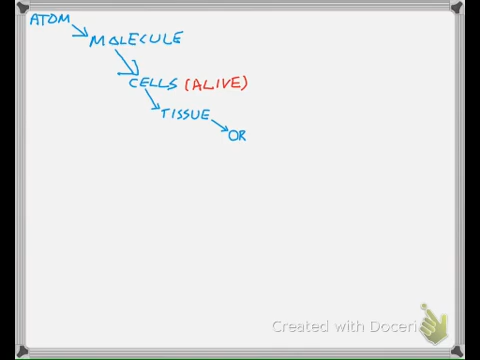 ATOM
MOLECULE
CELLS (ALIVE)
TISSUE
OR
Created with Doceri